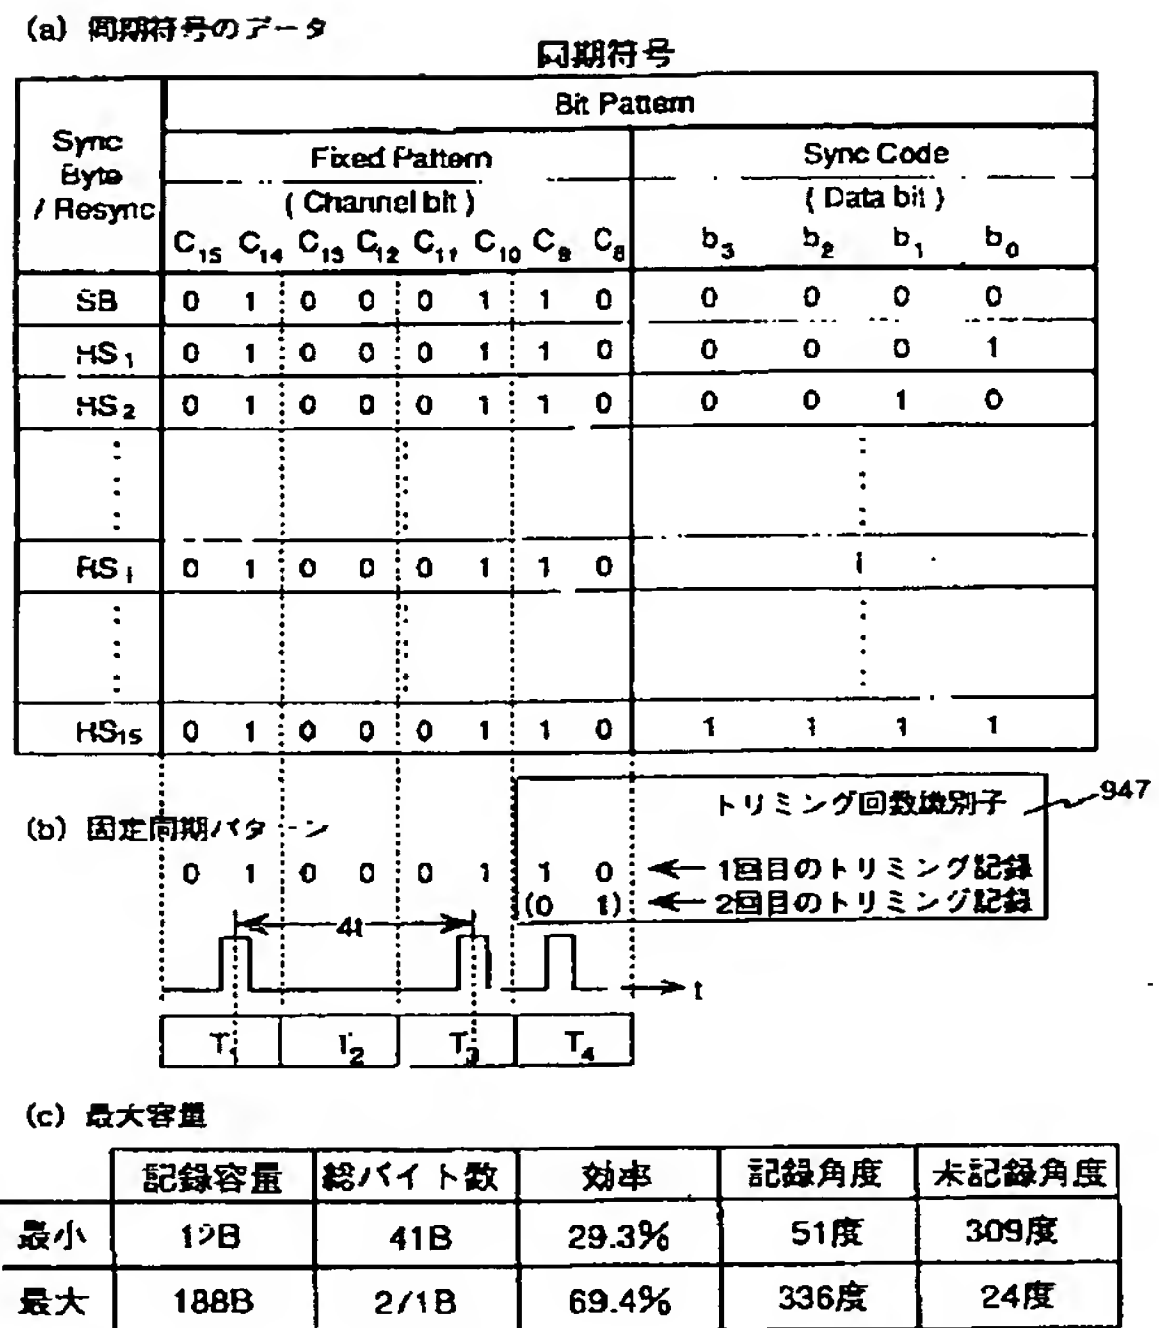 (a) 同期符号のデータ
同期符号
Sync Byte / Resync
Bit Pattern
Fixed Pattern
Sync Code
( Channel bit )
( Data bit )
C15 C14 C13 C12 C11 C10 C9 C8 b3 b2 b1 b0
SB 0 1 0 0 0 1 1 0 0 0 0 0
RS1 0 1 0 0 0 1 1 0 0 0 0 1
RS2 0 1 0 0 0 1 1 0 0 0 1 0
RSi 0 1 0 0 0 1 1 0 i
RS15 0 1 0 0 0 1 1 0 1 1 1 1
トリミング回数識別子 947
(b) 固定同期パターン
0 1 0 0 0 1 1 0 1回目のトリミング記録
(0 1) 2回目のトリミング記録
4t
t
T1 T2 T3 T4
(c) 最大容量
記録容量 総バイト数 効率 記録角度 未記録角度
最小 12B 41B 29.3% 51度 309度
最大 188B 271B 69.4% 336度 24度